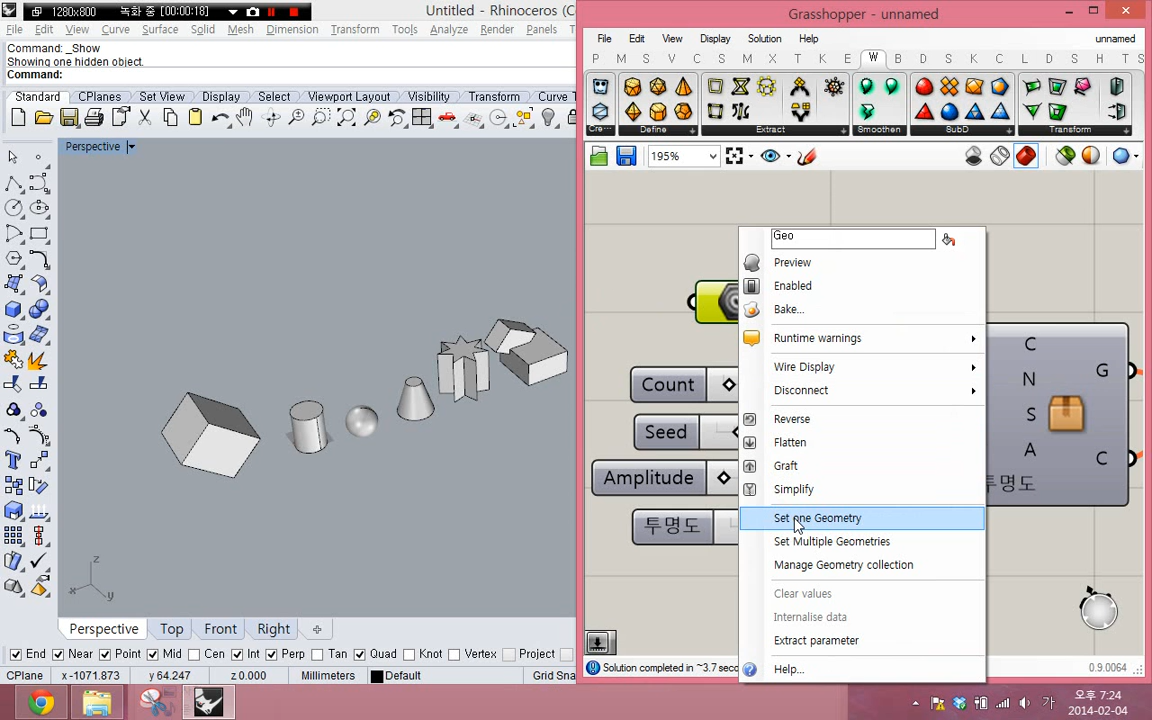 1280x800
녹화 중 [00:00:18]
Untitled - Rhinoceros (C
File Edit View Curve Surface Solid Mesh Dimension Transform Tools Analyze Render Panels
Command: _Show
Showing one hidden object.
Command:
Standard CPlanes Set View Display Select Viewport Layout Visibility Transform Curve T
Perspective
z
x
y
Perspective Top Front Right
End Near Point Mid Cen Int Perp Tan Quad Knot Vertex Project
CPlane x -1071.873 y 64.247 z 0.000 Millimeters Default Grid Sna
Grasshopper - unnamed
File Edit View Display Solution Help unnamed
P M S V C S M I T D W B D S K C L T S
Cre... Define Extract Smoothen SubD Transform
195%
Geo
Preview
Enabled
Bake...
Runtime warnings
Wire Display
Disconnect
Reverse
Flatten
Graft
Simplify
Set one Geometry
Set Multiple Geometries
Manage Geometry collection
Clear values
Internalise data
Extract parameter
Help...
Count
Seed
Amplitude
투명도
C
N
S
A
투명도
G
C
Solution completed in ~3.7 seco
0.9.0064
가
오후 7:24
2014-02-04